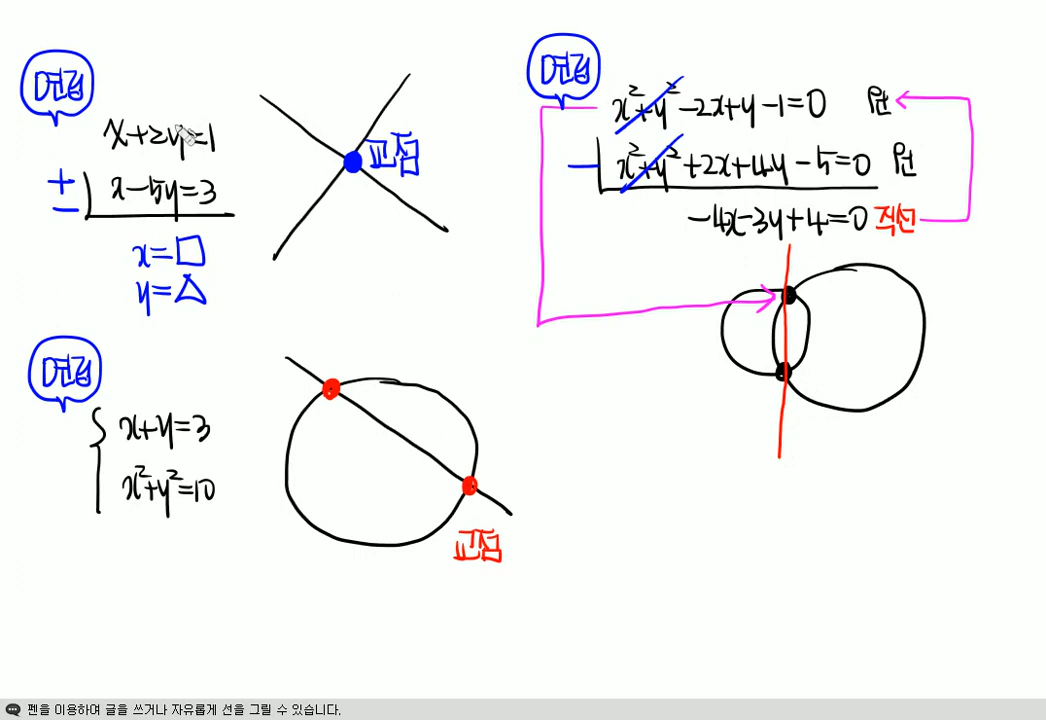 연립
x+2y=1
+
- x-5y=3
x=□
y=△
교점
연립
x²+y²-2x+y-1=0 원
- x²+y²+2x+4y-5=0 원
-4x-3y+4=0 직선
연립
x+y=3
x²+y²=10
교점
펜을 이용하여 글을 쓰거나 자유롭게 선을 그릴 수 있습니다.